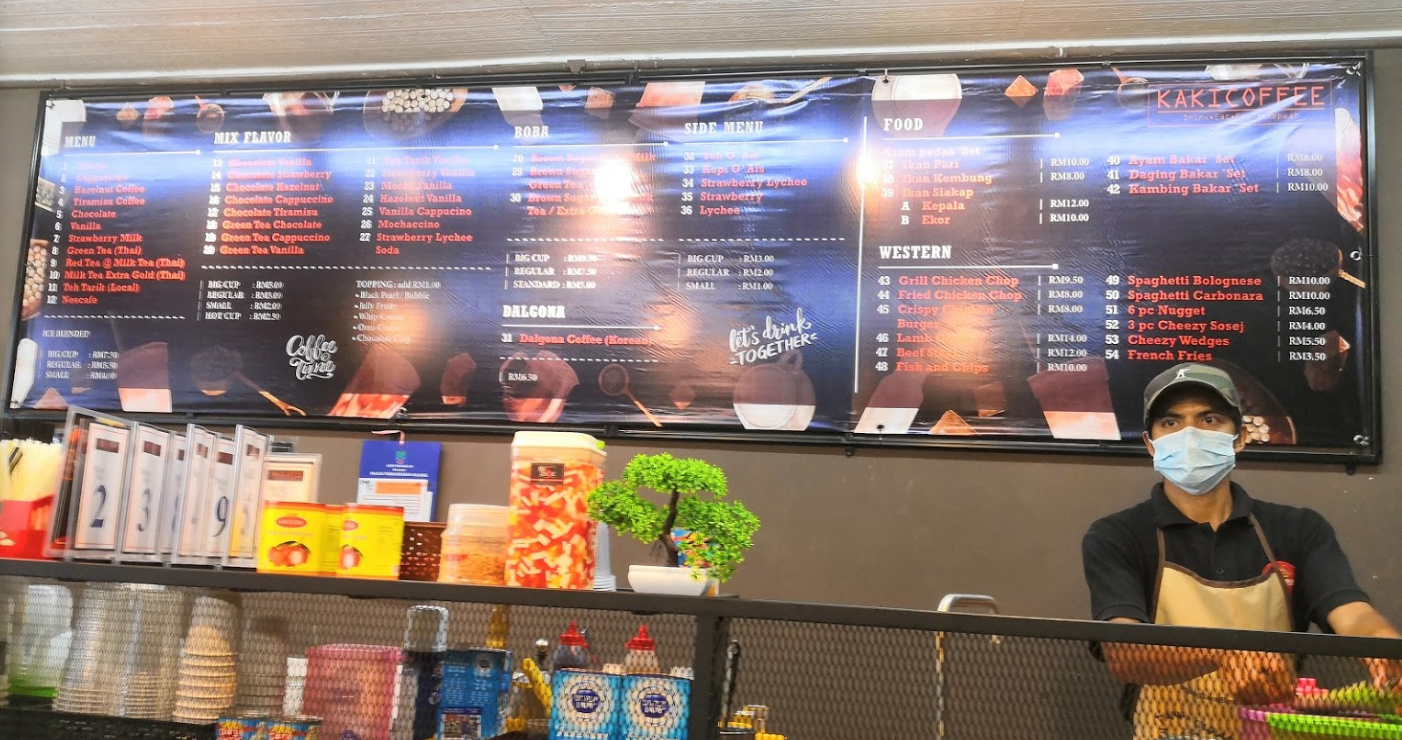 KAKICOFFEE
MENU
3 Hazelnut Coffee
4 Tiramisu Coffee
5 Chocolate
6 Vanilla
7 Strawberry Milk
8 Green Tea (Thai)
9 Red Tea @ Milk Tea (Thai)
10 Milk Tea Extra Gold (Thai)
11 Teh Tarik (Local)
12 Nescafe
ICE BLENDED
BIG CUP : RM7.50
REGULAR : RM5.50
SMALL
MIX FLAVOR
13 Chocolate Vanilla
14 Chocolate Strawberry
15 Chocolate Hazelnut
16 Chocolate Cappuccino
17 Chocolate Tiramisu
18 Green Tea Chocolate
19 Green Tea Cappuccino
20 Green Tea Vanilla
21 Teh Tarik Vanilla
22 Strawberry Vanilla
23 Mocha Vanilla
24 Hazelnut Vanilla
25 Vanilla Cappucino
26 Mochaccino
27 Strawberry Lychee
Soda
BIG CUP
REGULAR
SMALL : RM2.00
HOT CUP : RM2.50
TOPPING : add RM1.00
- Black Pearl / Bubble
- Jelly Fruity
- Whip Cream
- Chocolate Chip
Coffee Time
BOBA
28 Brown Sugar Milk
29 Brown Sugar
Green Tea
30 Brown Sugar
Tea / Extra
BIG CUP : RM9.50
REGULAR : RM7.50
STANDARD : RM5.00
DALGONA
31 Dalgona Coffee (Korean)
RM6.50
SIDE MENU
32 Teh O' Ais
33 Kopi O' Ais
34 Strawberry Lychee
35 Strawberry
36 Lychee
BIG CUP : RM3.00
REGULAR : RM2.00
SMALL : RM1.00
let's drink
TOGETHER
FOOD
Asam pedas 'Set
37 Ikan Pari RM10.00
38 Ikan Kembung RM8.00
39 Ikan Siakap
A Kepala RM12.00
B Ekor RM10.00
40 Ayam Bakar 'Set
41 Daging Bakar 'Set RM8.00
42 Kambing Bakar 'Set RM10.00
WESTERN
43 Grill Chicken Chop RM9.50
44 Fried Chicken Chop RM8.00
45 Crispy Chicken RM8.00
Burger
46 Lamb RM14.00
47 Beef RM12.00
48 Fish and Chips RM10.00
49 Spaghetti Bolognese RM10.00
50 Spaghetti Carbonara RM10.00
51 6 pc Nugget RM6.50
52 3 pc Cheezy Sosej RM4.00
53 Cheezy Wedges RM5.50
54 French Fries RM3.50
2
3
9